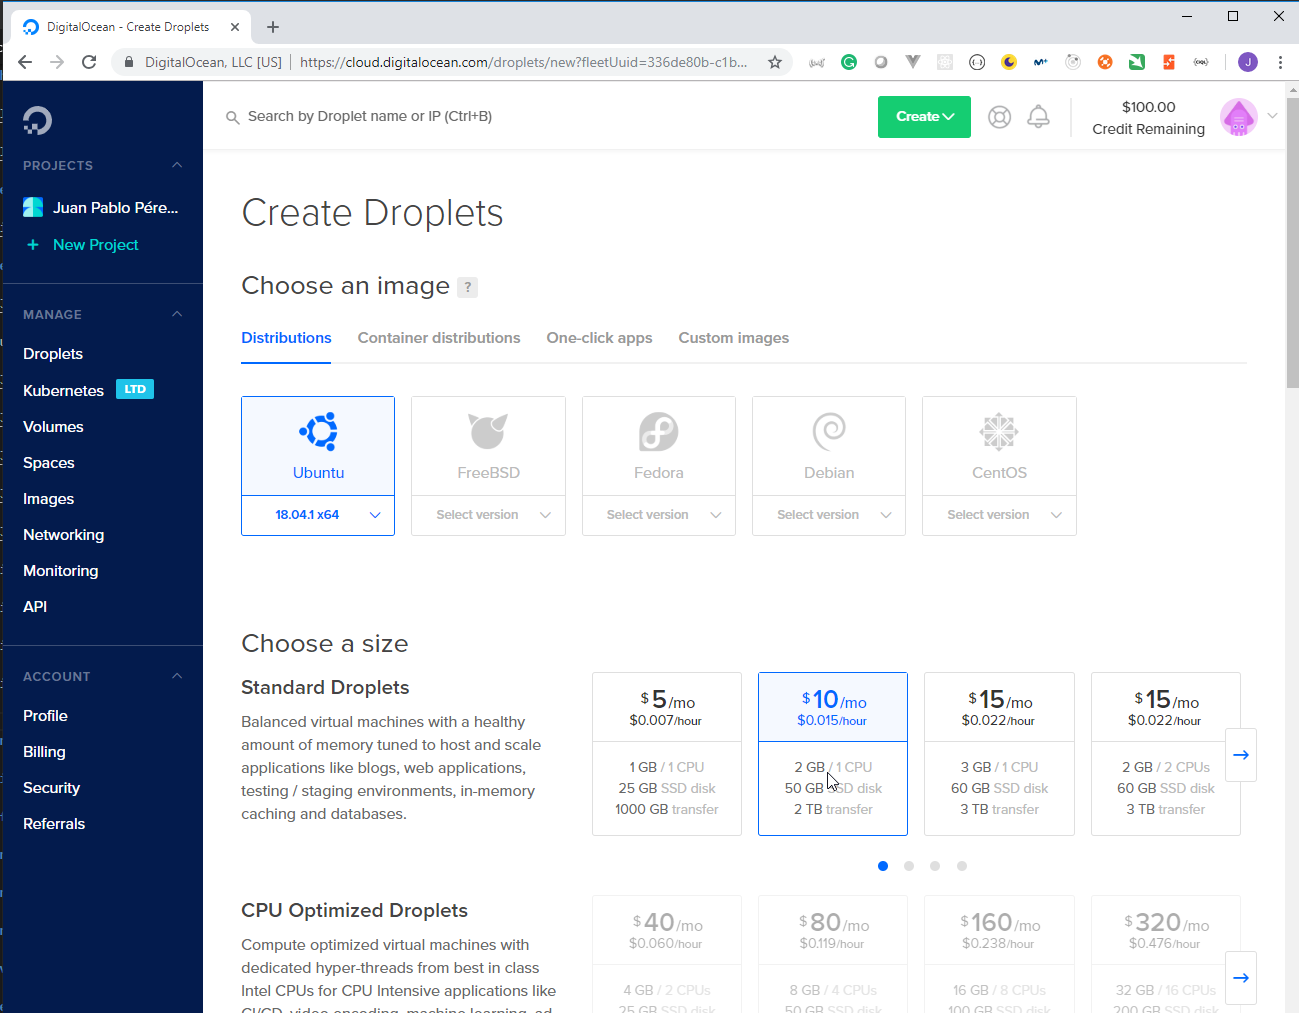 DigitalOcean - Create Droplets
DigitalOcean, LLC [US] | https://cloud.digitalocean.com/droplets/new?fleetUuid=336de80b-c1b...
J
Search by Droplet name or IP (Ctrl+B)
Create
$100.00
Credit Remaining
PROJECTS
Juan Pablo Pére...
+ New Project
MANAGE
Droplets
Kubernetes LTD
Volumes
Spaces
Images
Networking
Monitoring
API
ACCOUNT
Profile
Billing
Security
Referrals
Create Droplets
Choose an image ?
Distributions Container distributions One-click apps Custom images
Ubuntu FreeBSD Fedora Debian CentOS
18.04.1 x64 Select version Select version Select version Select version
Choose a size
Standard Droplets
Balanced virtual machines with a healthy
amount of memory tuned to host and scale
applications like blogs, web applications,
testing / staging environments, in-memory
caching and databases.
$ 5/mo $ 10/mo $ 15/mo $ 15/mo
$0.007/hour $0.015/hour $0.022/hour $0.022/hour
1 GB / 1 CPU 2 GB / 1 CPU 3 GB / 1 CPU 2 GB / 2 CPUs
25 GB SSD disk 50 GB SSD disk 60 GB SSD disk 60 GB SSD disk
1000 GB transfer 2 TB transfer 3 TB transfer 3 TB transfer
CPU Optimized Droplets
Compute optimized virtual machines with
dedicated hyper-threads from best in class
Intel CPUs for CPU Intensive applications like
CI/CD, video encoding, machine learning, ad
$ 40/mo $ 80/mo $ 160/mo $ 320/mo
$0.060/hour $0.119/hour $0.238/hour $0.476/hour
4 GB / 2 CPUs 8 GB / 4 CPUs 16 GB / 8 CPUs 32 GB / 16 CPUs
25 GB SSD disk 50 GB SSD disk 100 GB SSD disk 200 GB SSD disk